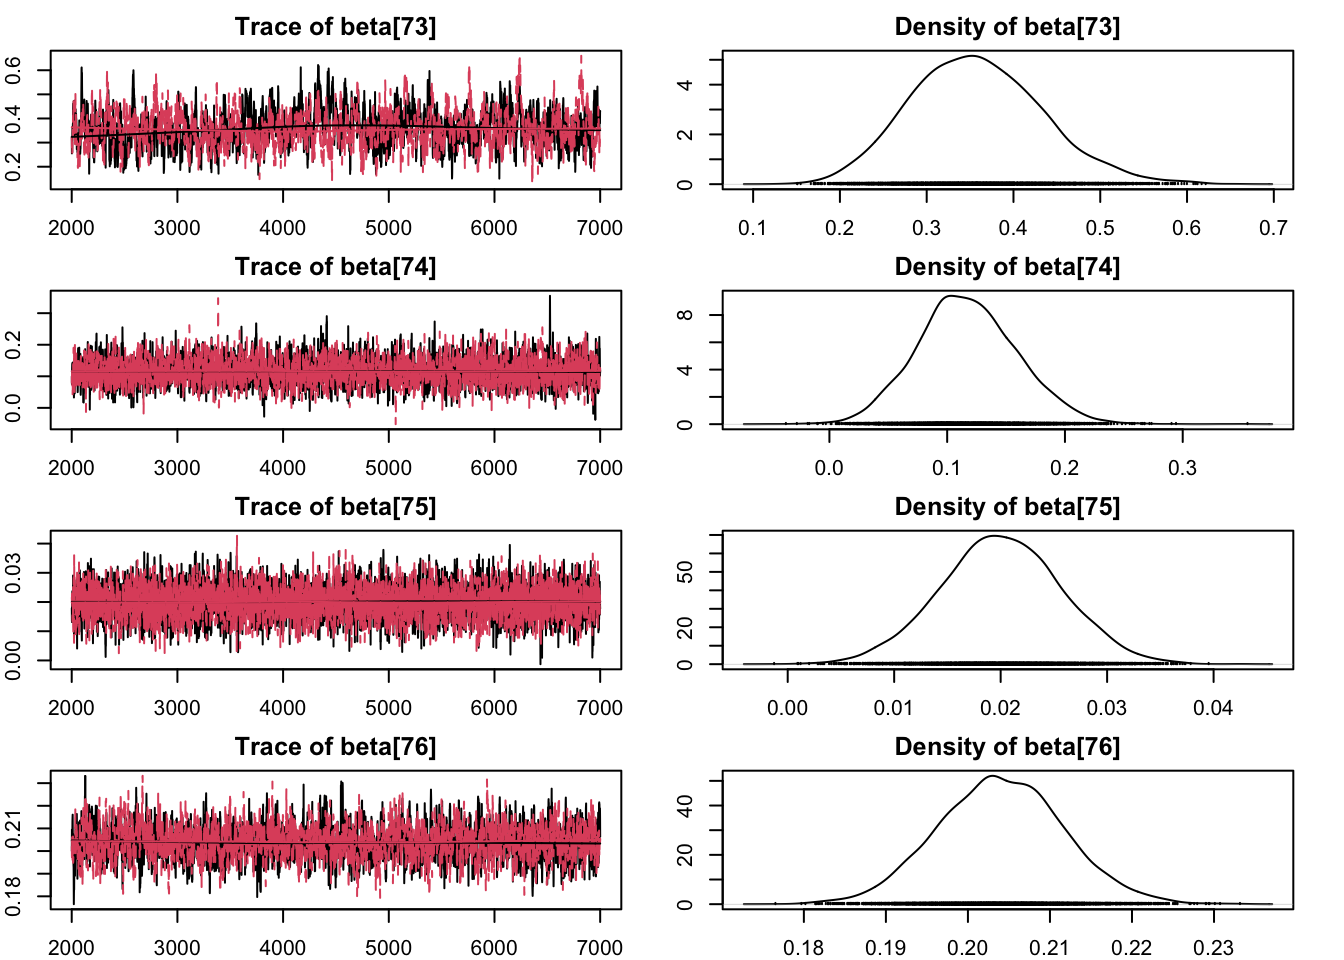 Trace of beta[73]
0.2 0.4 0.6
2000 3000 4000 5000 6000 7000
Density of beta[73]
0 2 4
0.1 0.2 0.3 0.4 0.5 0.6 0.7
Trace of beta[74]
0.0 0.2
2000 3000 4000 5000 6000 7000
Density of beta[74]
0 4 8
0.0 0.1 0.2 0.3
Trace of beta[75]
0.00 0.03
2000 3000 4000 5000 6000 7000
Density of beta[75]
0 20 50
0.00 0.01 0.02 0.03 0.04
Trace of beta[76]
0.18 0.21
2000 3000 4000 5000 6000 7000
Density of beta[76]
0 20 40
0.18 0.19 0.20 0.21 0.22 0.23